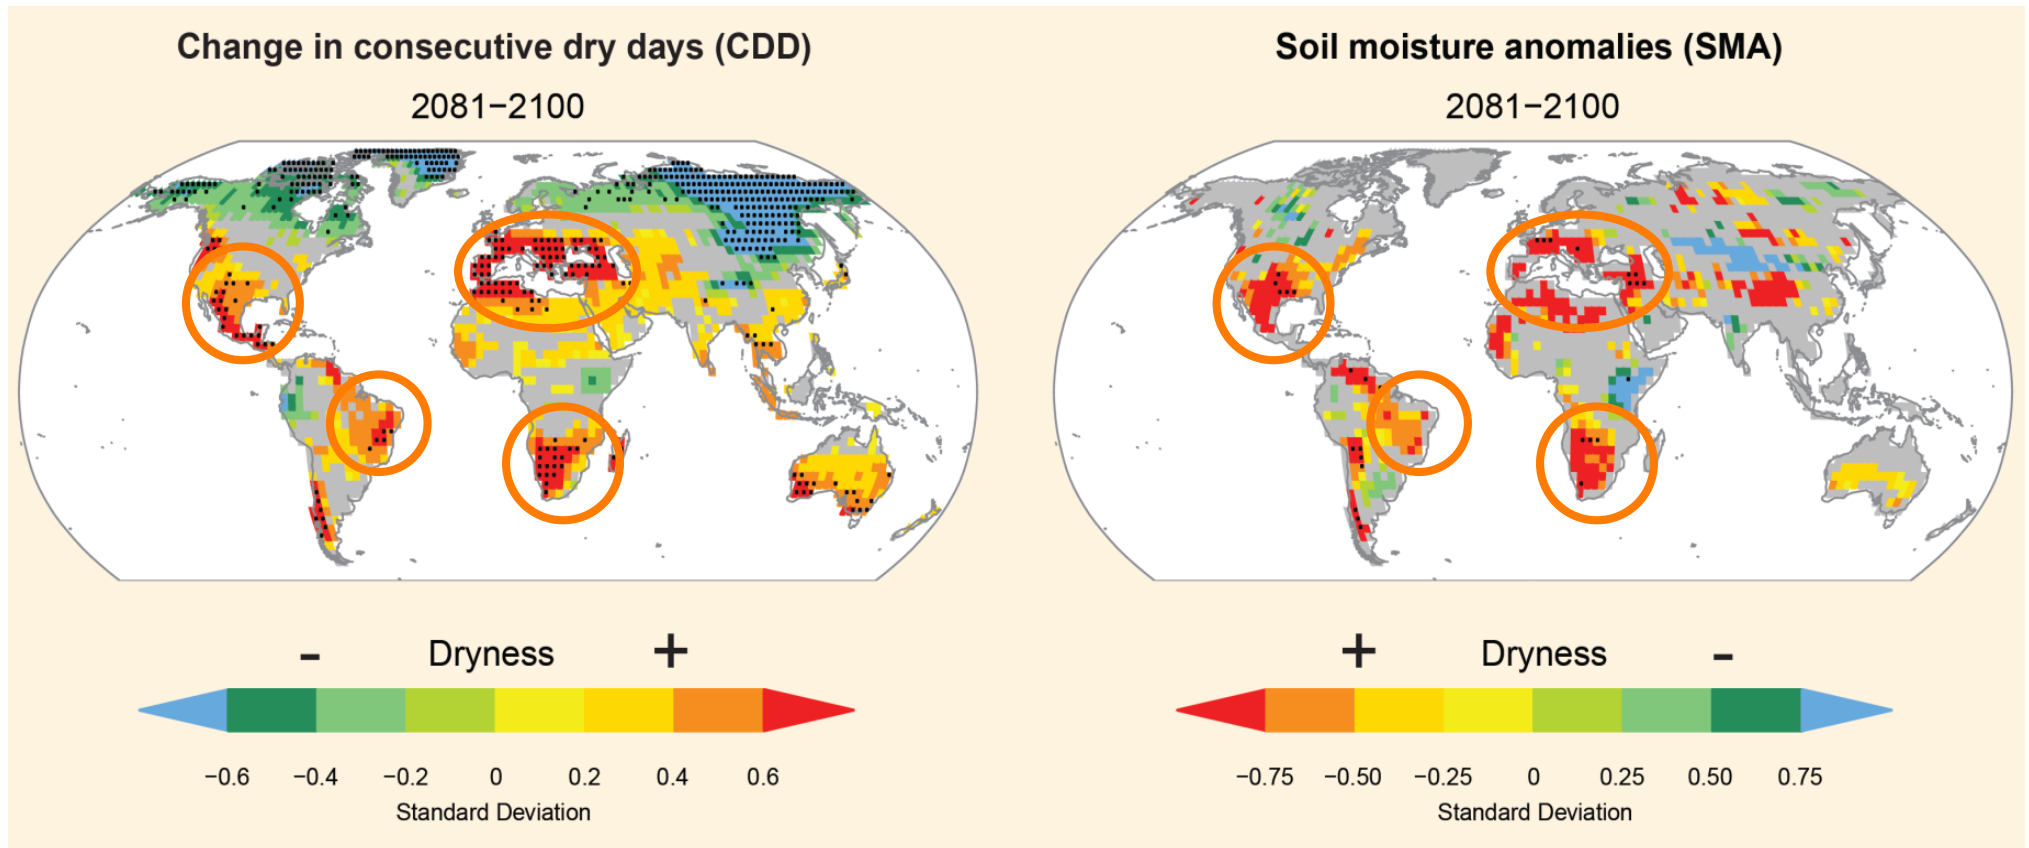 Change in consecutive dry days (CDD)
2081−2100
- Dryness +
−0.6 −0.4 −0.2 0 0.2 0.4 0.6
Standard Deviation
Soil moisture anomalies (SMA)
2081−2100
+ Dryness -
−0.75 −0.50 −0.25 0 0.25 0.50 0.75
Standard Deviation